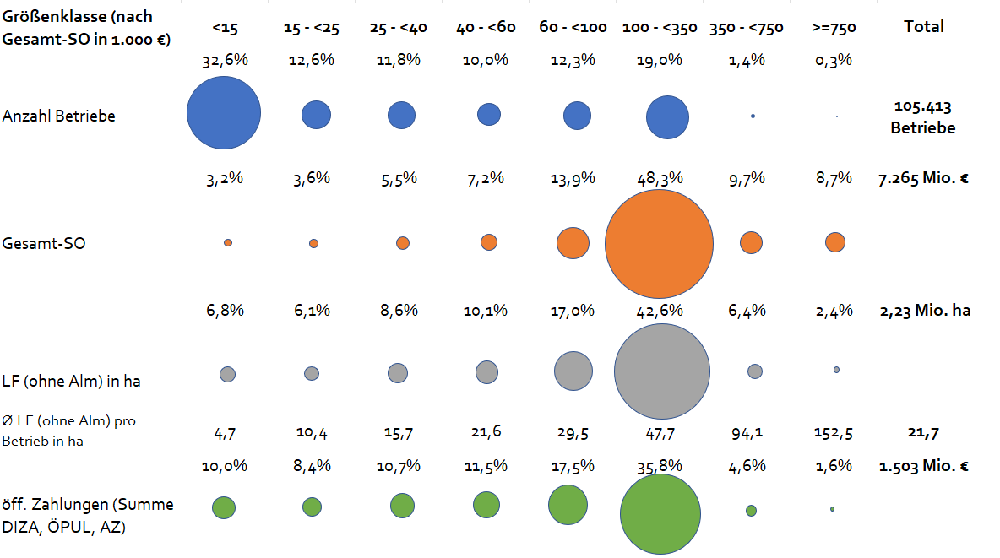 Größenklasse (nach
Gesamt-SO in 1.000 €) <15 15 - <25 25 - <40 40 - <60 60 - <100 100 - <350 350 - <750 >=750 Total
32,6% 12,6% 11,8% 10,0% 12,3% 19,0% 1,4% 0,3%
Anzahl Betriebe 105.413
Betriebe
3,2% 3,6% 5,5% 7,2% 13,9% 48,3% 9,7% 8,7% 7.265 Mio. €
Gesamt-SO
6,8% 6,1% 8,6% 10,1% 17,0% 42,6% 6,4% 2,4% 2,23 Mio. ha
LF (ohne Alm) in ha
Ø LF (ohne Alm) pro
Betrieb in ha 4,7 10,4 15,7 21,6 29,5 47,7 94,1 152,5 21,7
10,0% 8,4% 10,7% 11,5% 17,5% 35,8% 4,6% 1,6% 1.503 Mio. €
öff. Zahlungen (Summe
DIZA, ÖPUL, AZ)